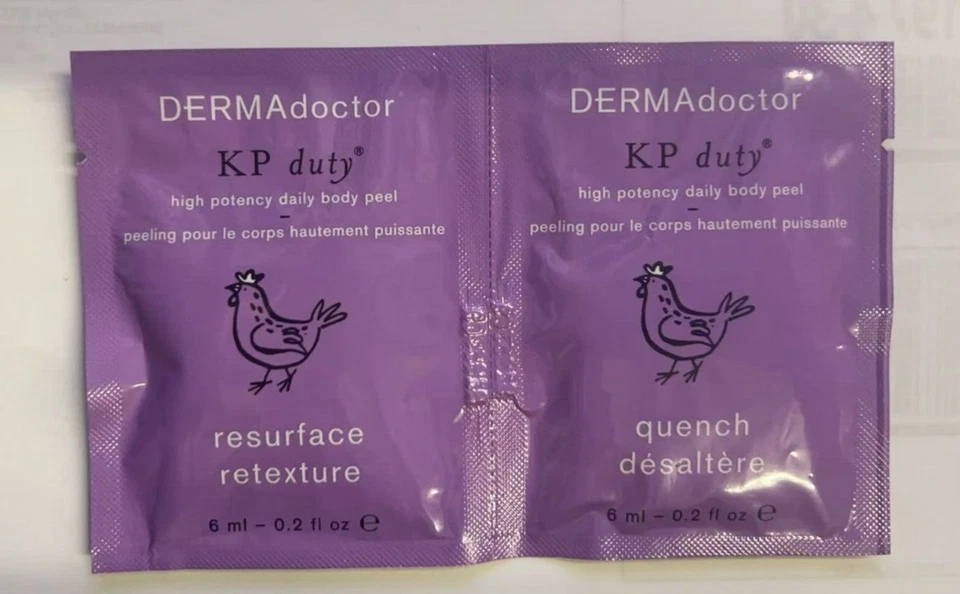 DERMAdoctor
KP duty®
high potency daily body peel
–
peeling pour le corps hautement puissante
resurface
retexture
6 ml – 0.2 fl oz ℮
DERMAdoctor
KP duty®
high potency daily body peel
–
peeling pour le corps hautement puissante
quench
désaltère
6 ml – 0.2 fl oz ℮